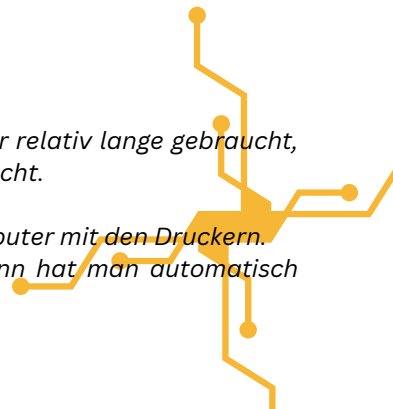 r relativ lange gebraucht,
cht.
puter mit den Druckern.
nn hat man automatisch